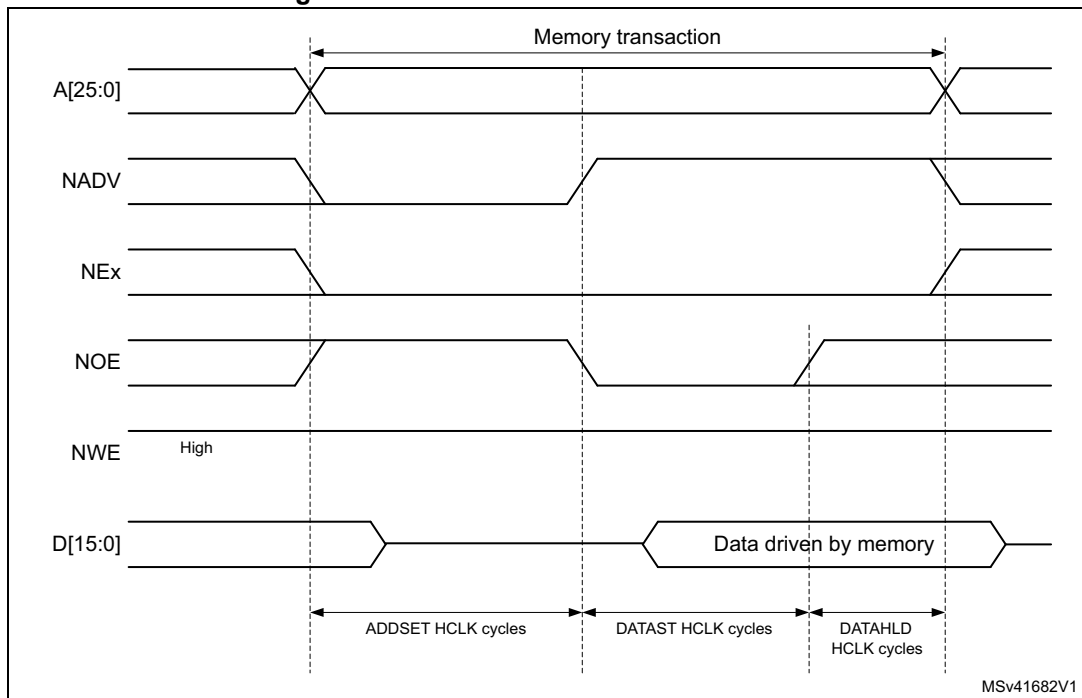 g
Memory transaction
A[25:0]
NADV
NEx
NOE
NWE
High
D[15:0]
Data driven by memory
ADDSET HCLK cycles
DATAST HCLK cycles
DATAHLD
HCLK cycles
MSv41682V1